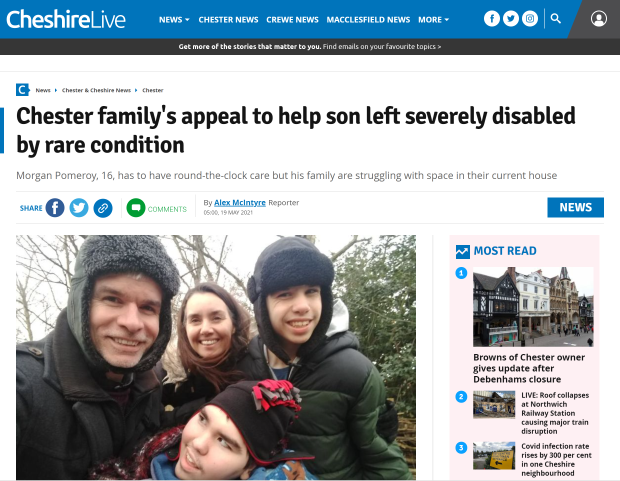 CheshireLive
NEWS CHESTER NEWS CREWE NEWS MACCLESFIELD NEWS MORE
Get more of the stories that matter to you. Find emails on your favourite topics >
C News Chester & Cheshire News Chester
Chester family's appeal to help son left severely disabled
by rare condition
Morgan Pomeroy, 16, has to have round-the-clock care but his family are struggling with space in their current house
SHARE
COMMENTS
By Alex McIntyre Reporter
05:00, 19 MAY 2021
NEWS
MOST READ
1
Browns of Chester owner
gives update after
Debenhams closure
2
LIVE: Roof collapses
at Northwich
Railway Station
causing major train
disruption
3
Covid infection rate
rises by 300 per cent
in one Cheshire
neighbourhood